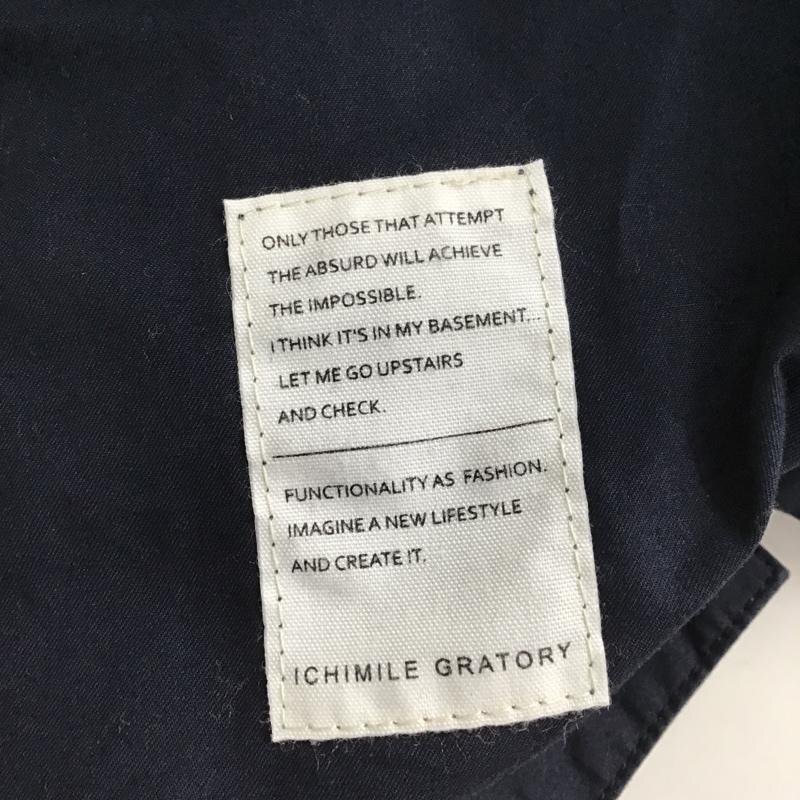 ONLY THOSE THAT ATTEMPT
THE ABSURD WILL ACHIEVE
THE IMPOSSIBLE.
I THINK IT'S IN MY BASEMENT...
LET ME GO UPSTAIRS
AND CHECK.
FUNCTIONALITY AS FASHION.
IMAGINE A NEW LIFESTYLE
AND CREATE IT.
ICHIMILE GRATORY